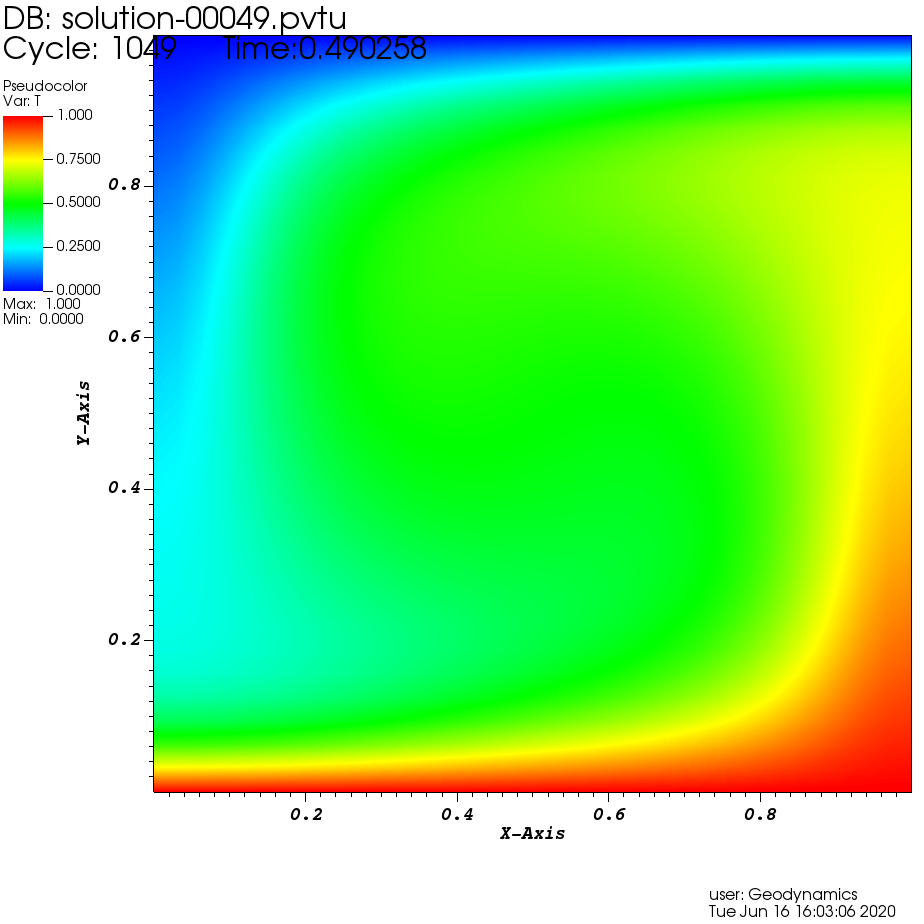 DB: solution-00049.pvtu
Cycle: 1049 Time:0.490258
Pseudocolor
Var: T
1.000
0.7500
0.5000
0.2500
0.0000
Max: 1.000
Min: 0.0000
0.8
0.6
Y-Axis
0.4
0.2
0.2 0.4 0.6 0.8
X-Axis
user: Geodynamics
Tue Jun 16 16:03:06 2020